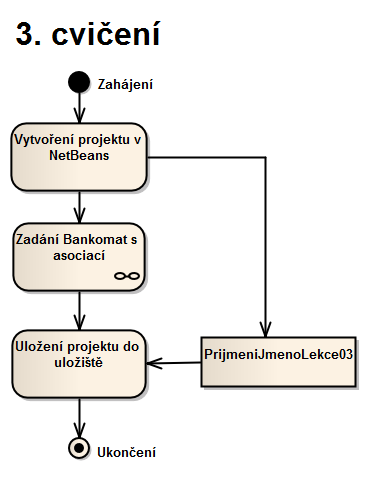 3. cvičení
Zahájení
Vytvoření projektu v
NetBeans
Zadání Bankomat s
asociací
Uložení projektu do
uložiště
PrijmeniJmenoLekce03
Ukončení